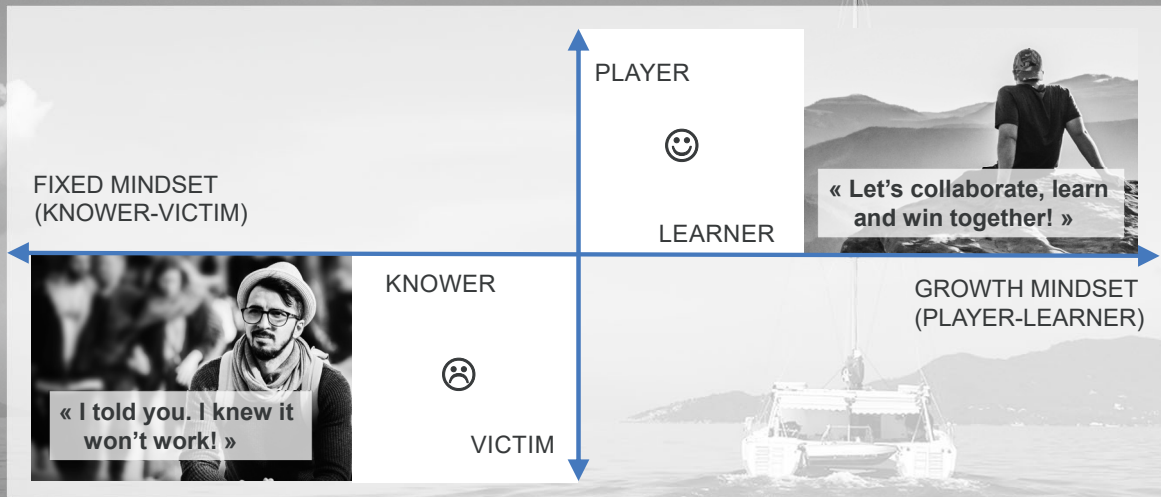 PLAYER
LEARNER
« Let’s collaborate, learn
and win together! »
FIXED MINDSET
(KNOWER-VICTIM)
GROWTH MINDSET
(PLAYER-LEARNER)
KNOWER
VICTIM
« I told you. I knew it
won’t work! »